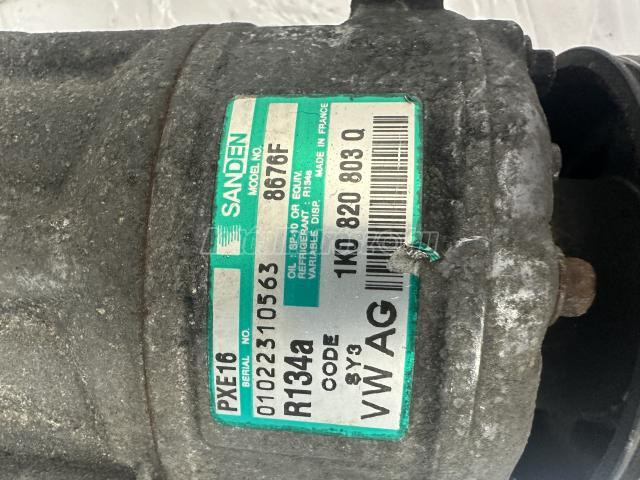 SANDEN
MODEL NO.
8676F
PXE16
SERIAL NO.
01022310563
OIL : SP-10 OR EQUIV.
REFRIGERANT : R134a
VARIABLE DISP.
MADE IN FRANCE
R134a
1K0 820 803 Q
CODE
SY3
VW AG